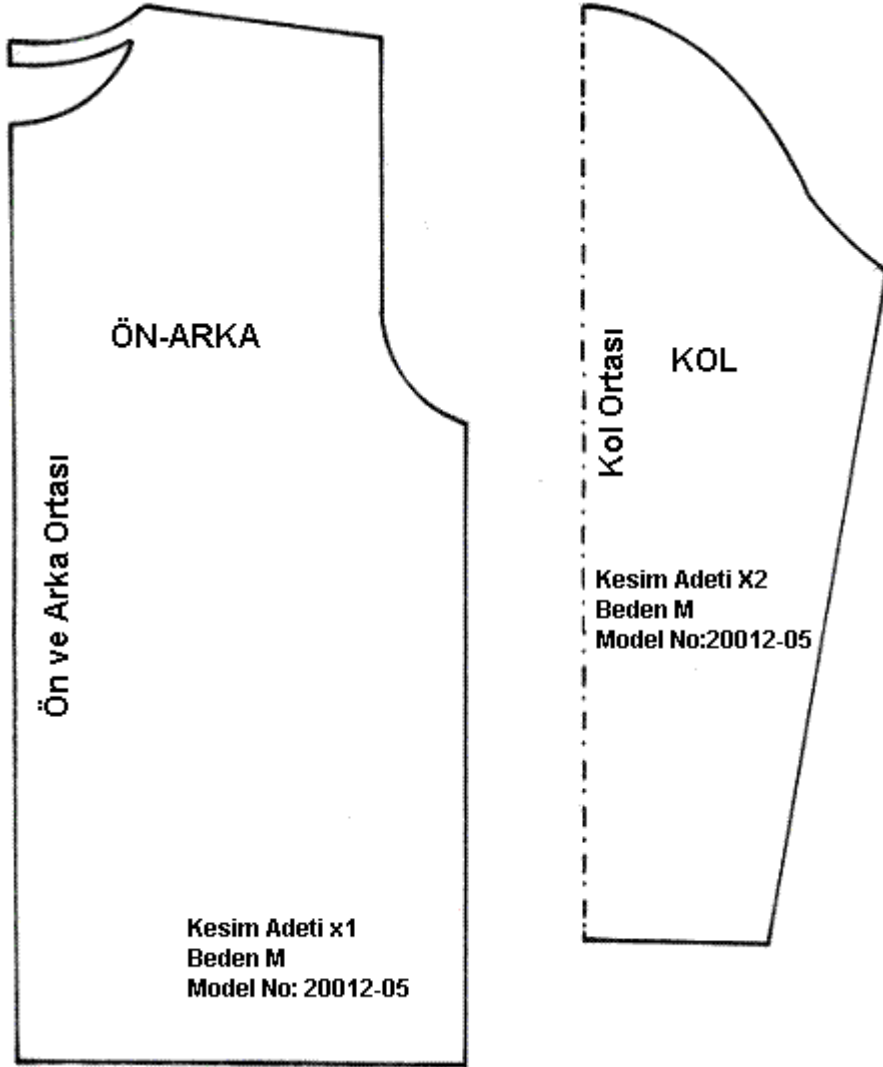 ÖN-ARKA
Ön ve Arka Ortası
Kesim Adeti x1
Beden M
Model No: 20012-05
KOL
Kol Ortası
Kesim Adeti X2
Beden M
Model No:20012-05